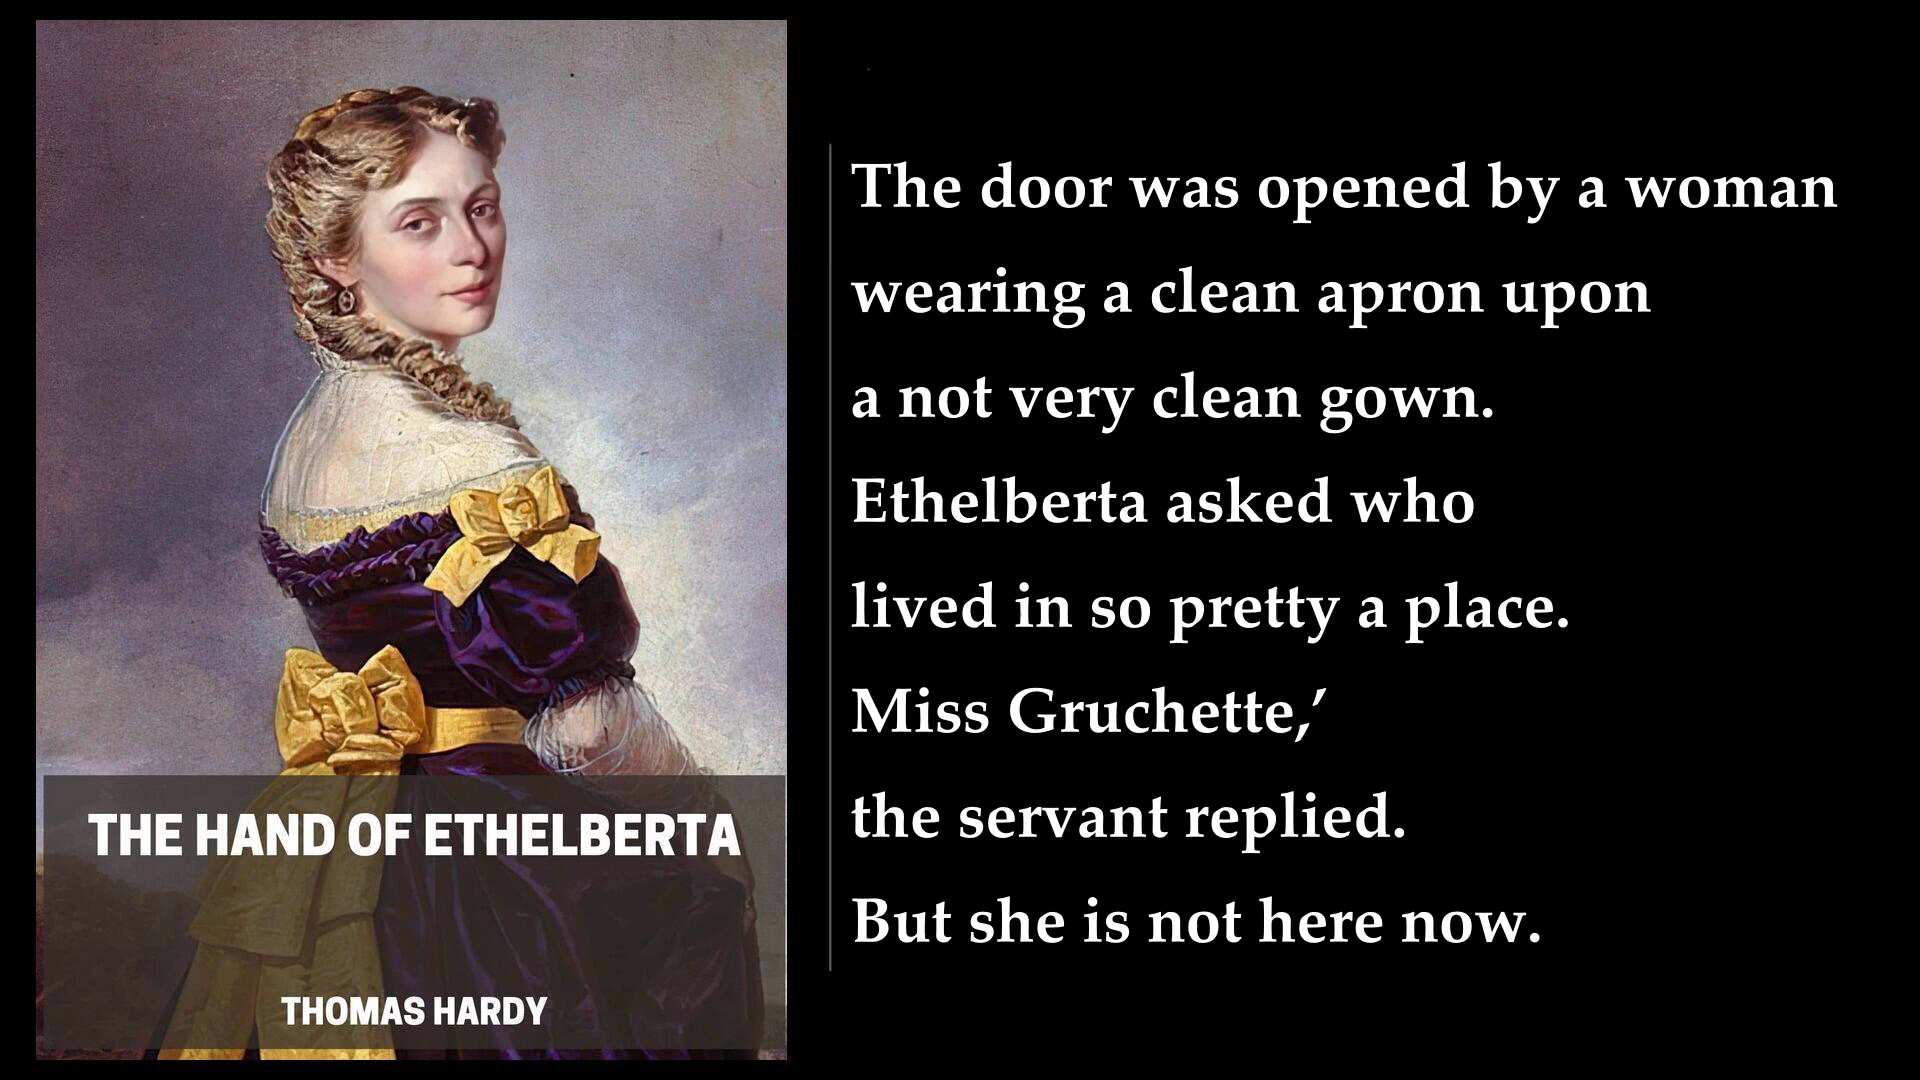 THE HAND OF ETHELBERTA
THOMAS HARDY
The door was opened by a woman
wearing a clean apron upon
a not very clean gown.
Ethelberta asked who
lived in so pretty a place.
Miss Gruchette,’
the servant replied.
But she is not here now.